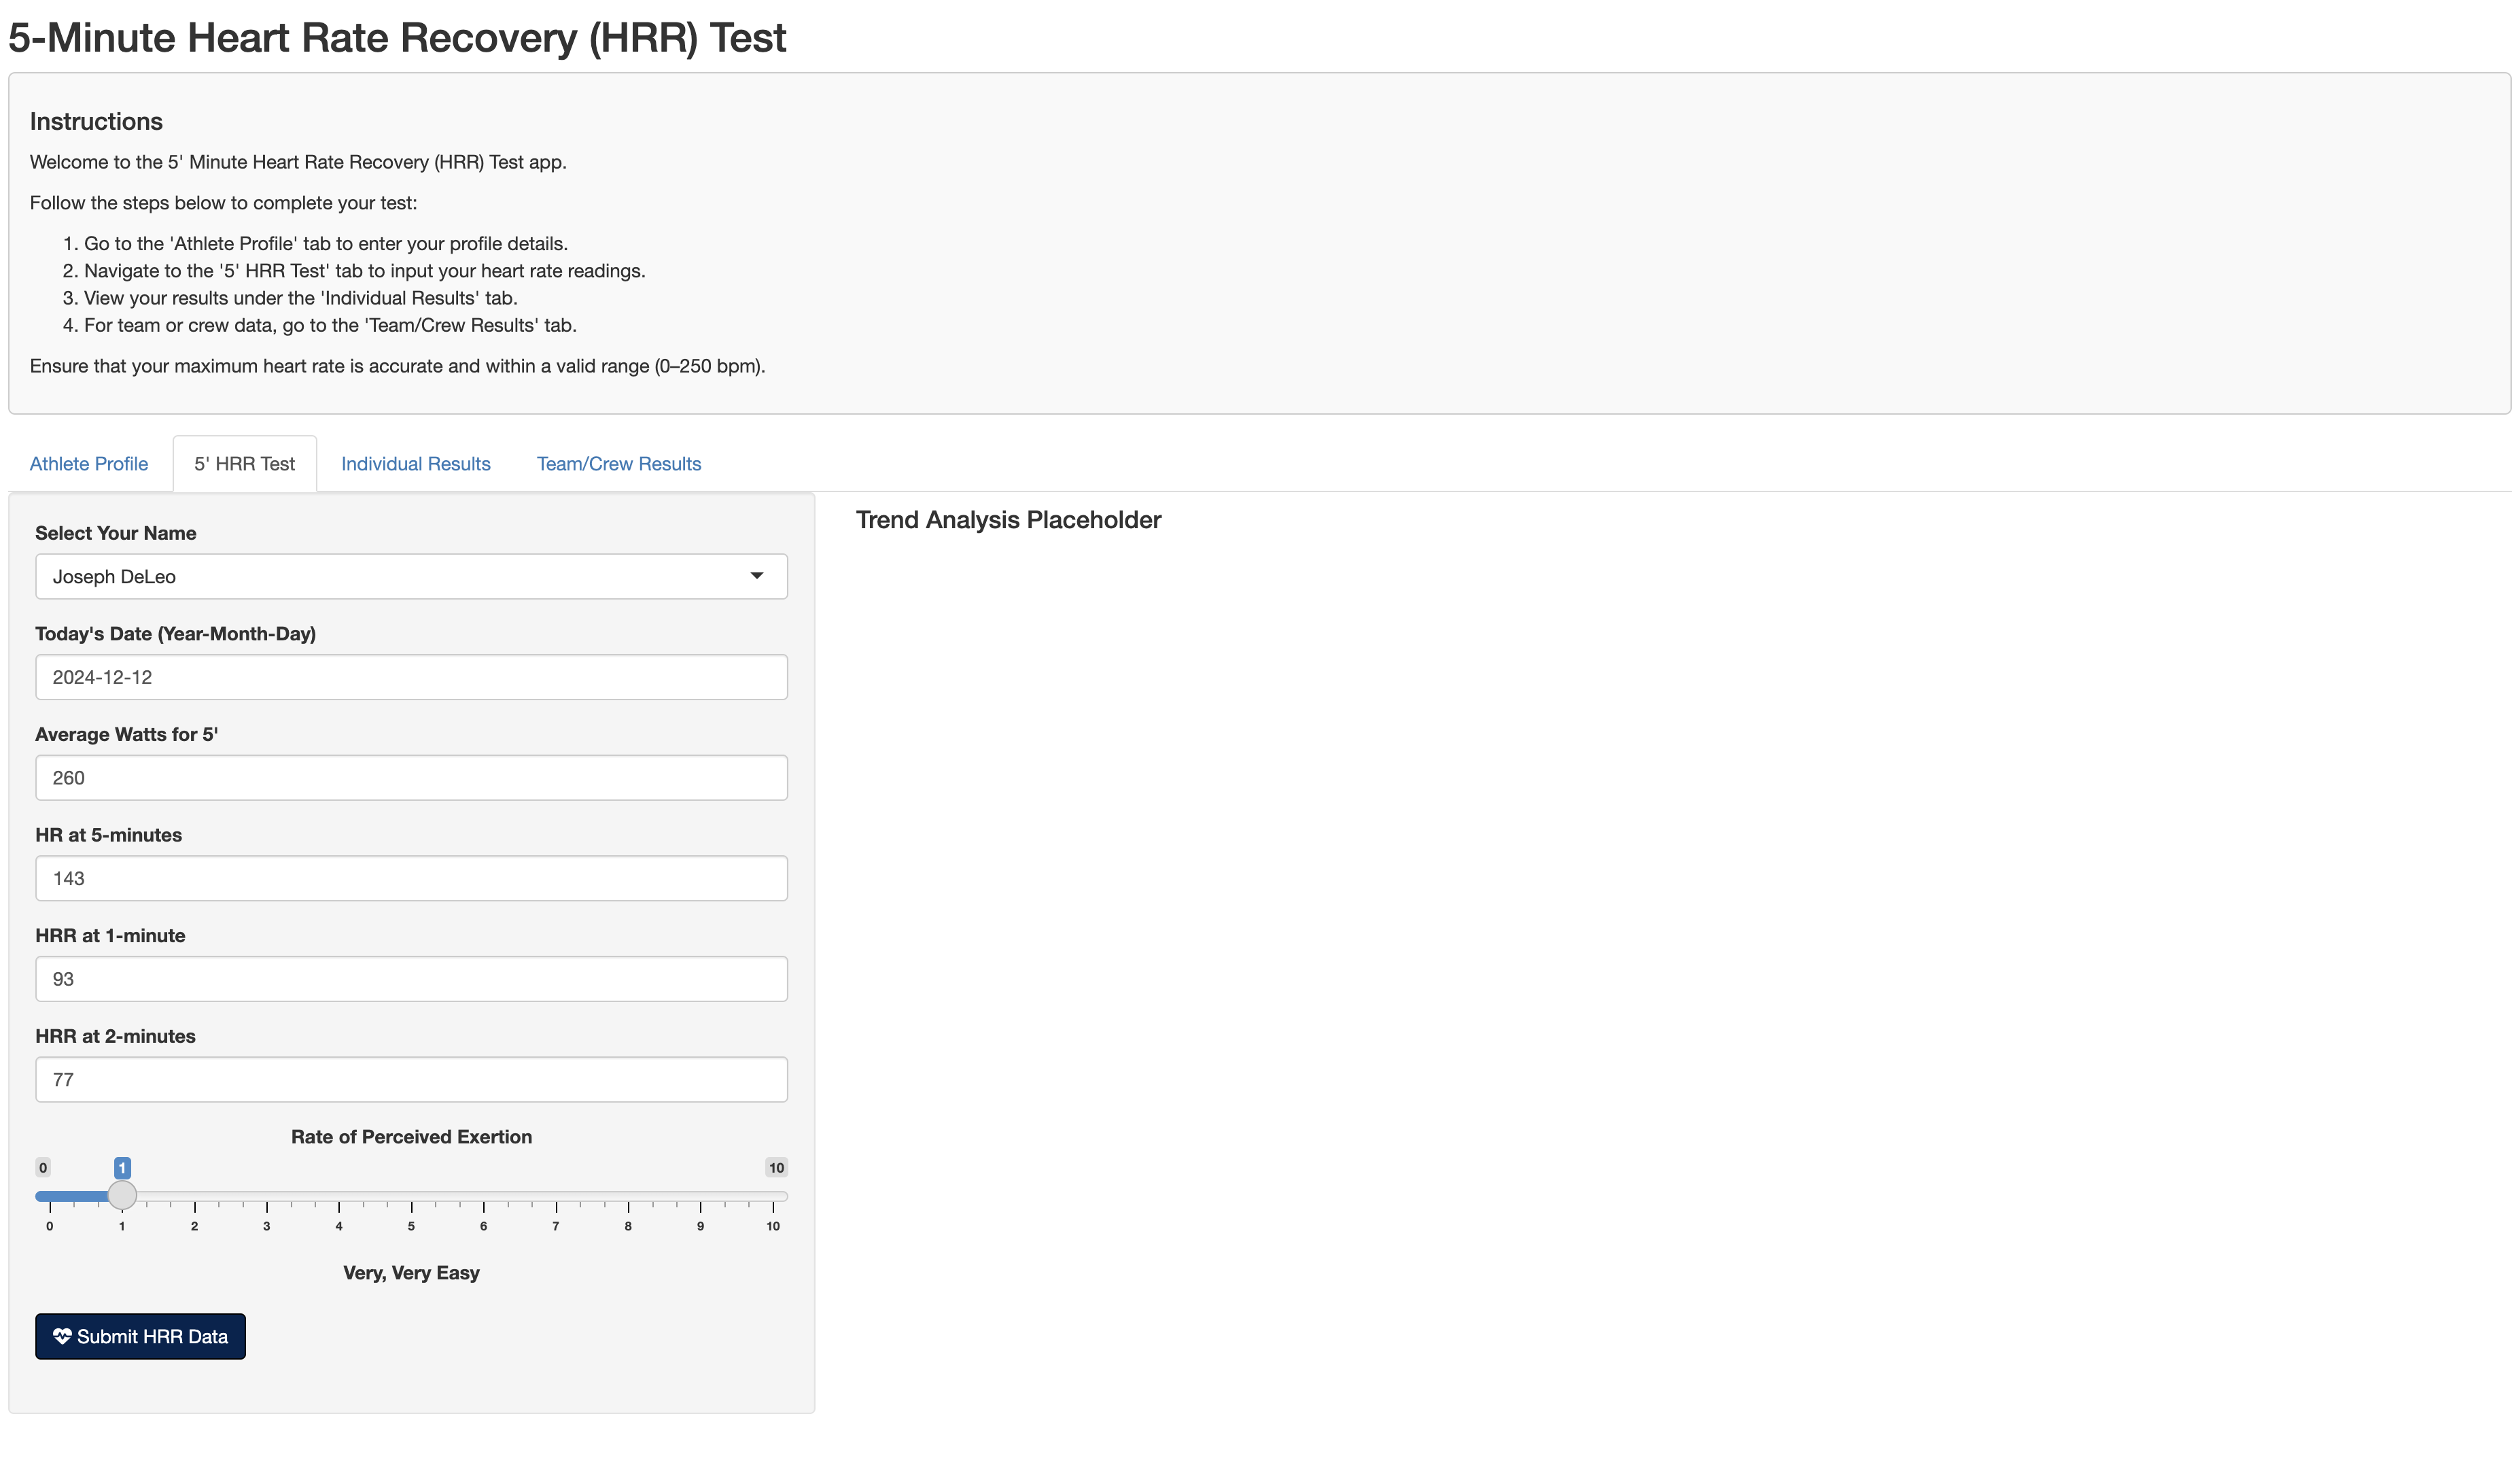 5-Minute Heart Rate Recovery (HRR) Test
Instructions
Welcome to the 5' Minute Heart Rate Recovery (HRR) Test app.
Follow the steps below to complete your test:
1. Go to the 'Athlete Profile' tab to enter your profile details.
2. Navigate to the '5' HRR Test' tab to input your heart rate readings.
3. View your results under the 'Individual Results' tab.
4. For team or crew data, go to the 'Team/Crew Results' tab.
Ensure that your maximum heart rate is accurate and within a valid range (0–250 bpm).
Athlete Profile 5' HRR Test Individual Results Team/Crew Results
Select Your Name
Joseph DeLeo
Today's Date (Year-Month-Day)
2024-12-12
Average Watts for 5'
260
HR at 5-minutes
143
HRR at 1-minute
93
HRR at 2-minutes
77
Rate of Perceived Exertion
0 1 10
0 1 2 3 4 5 6 7 8 9 10
Very, Very Easy
Submit HRR Data
Trend Analysis Placeholder